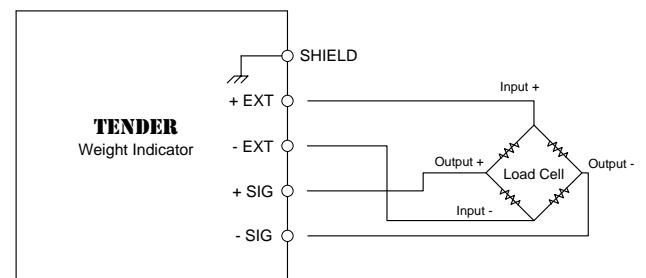 SHIELD
+ EXT
TENDER
Weight Indicator
- EXT
+ SIG
- SIG
Input +
Output +
Load Cell
Output -
Input -